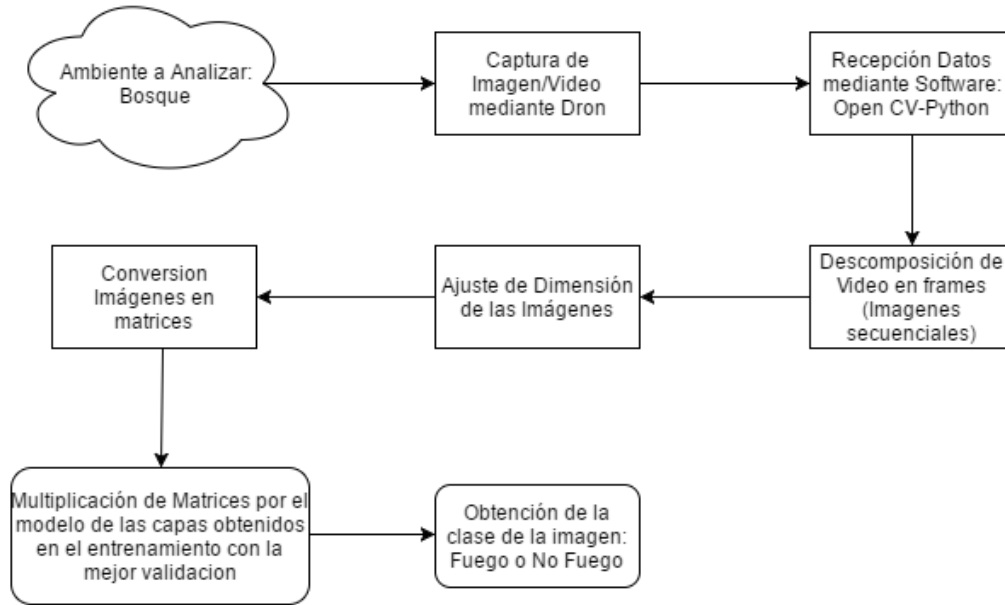 Ambiente a Analizar:
Bosque
Captura de
Imagen/Video
mediante Dron
Recepción Datos
mediante Software:
Open CV-Python
Descomposición de
Video en frames
(Imagenes
secuenciales)
Ajuste de Dimensión
de las Imágenes
Conversion
Imágenes en
matrices
Multiplicación de Matrices por el
modelo de las capas obtenidos
en el entrenamiento con la
mejor validacion
Obtención de la
clase de la imagen:
Fuego o No Fuego